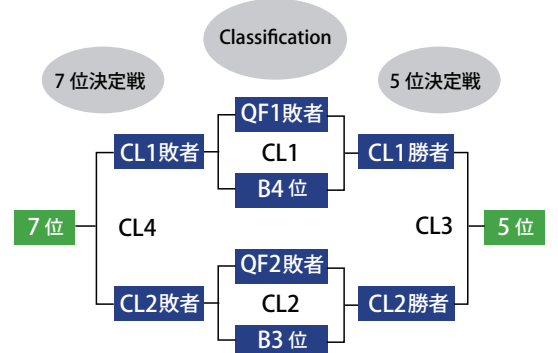 Classification
7 位決定戦
5 位決定戦
QF1敗者
CL1敗者
CL1
CL1勝者
B4 位
7 位
CL4
CL3
5 位
QF2敗者
CL2敗者
CL2
CL2勝者
B3 位